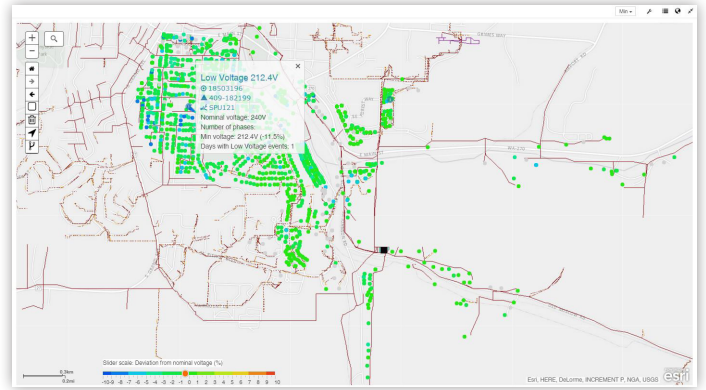 Min
Low Voltage 212.4V
18503196
409-182199
SPU121
Nominal voltage: 240V
Number of phases:
Min voltage: 212.4V (-11.5%)
Days with Low Voltage events: 1
Slider scale: Deviation from nominal voltage (%)
-10 -9 -8 -7 -6 -5 -4 -3 -2 -1 0 1 2 3 4 5 6 7 8 9 10
Esri, HERE, DeLorme, INCREMENT P, NGA, USGS
esri